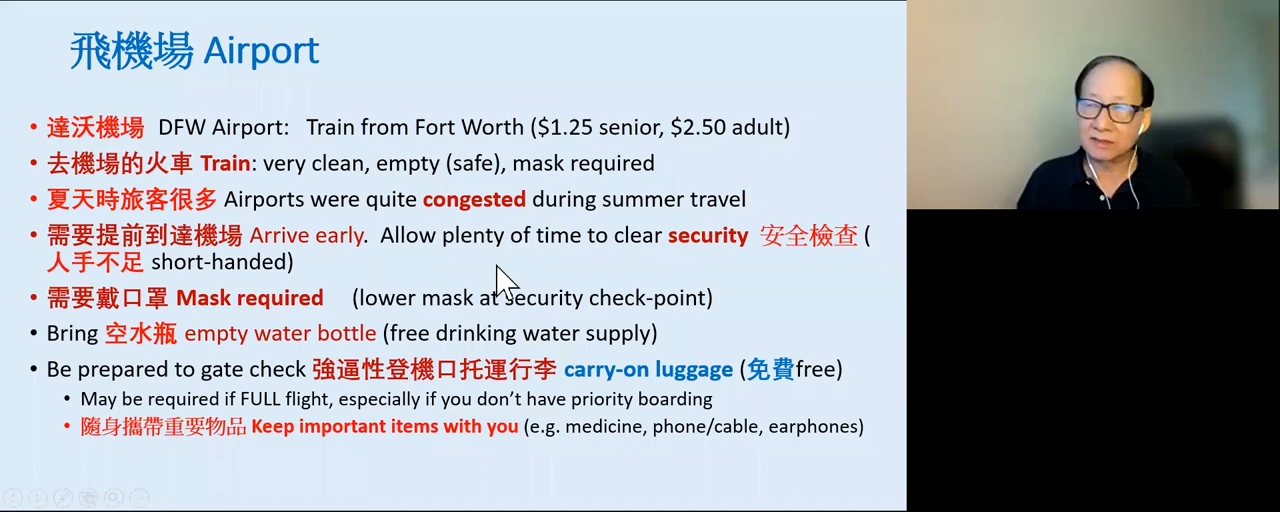 飛機場 Airport
• 達沃機場 DFW Airport: Train from Fort Worth ($1.25 senior, $2.50 adult)
• 去機場的火車 Train: very clean, empty (safe), mask required
• 夏天時旅客很多 Airports were quite congested during summer travel
• 需要提前到達機場 Arrive early. Allow plenty of time to clear security 安全檢查 (
人手不足 short-handed)
• 需要戴口罩 Mask required (lower mask at security check-point)
• Bring 空水瓶 empty water bottle (free drinking water supply)
• Be prepared to gate check 強逼性登機口托運行李 carry-on luggage (免費free)
• May be required if FULL flight, especially if you don’t have priority boarding
• 隨身攜帶重要物品 Keep important items with you (e.g. medicine, phone/cable, earphones)